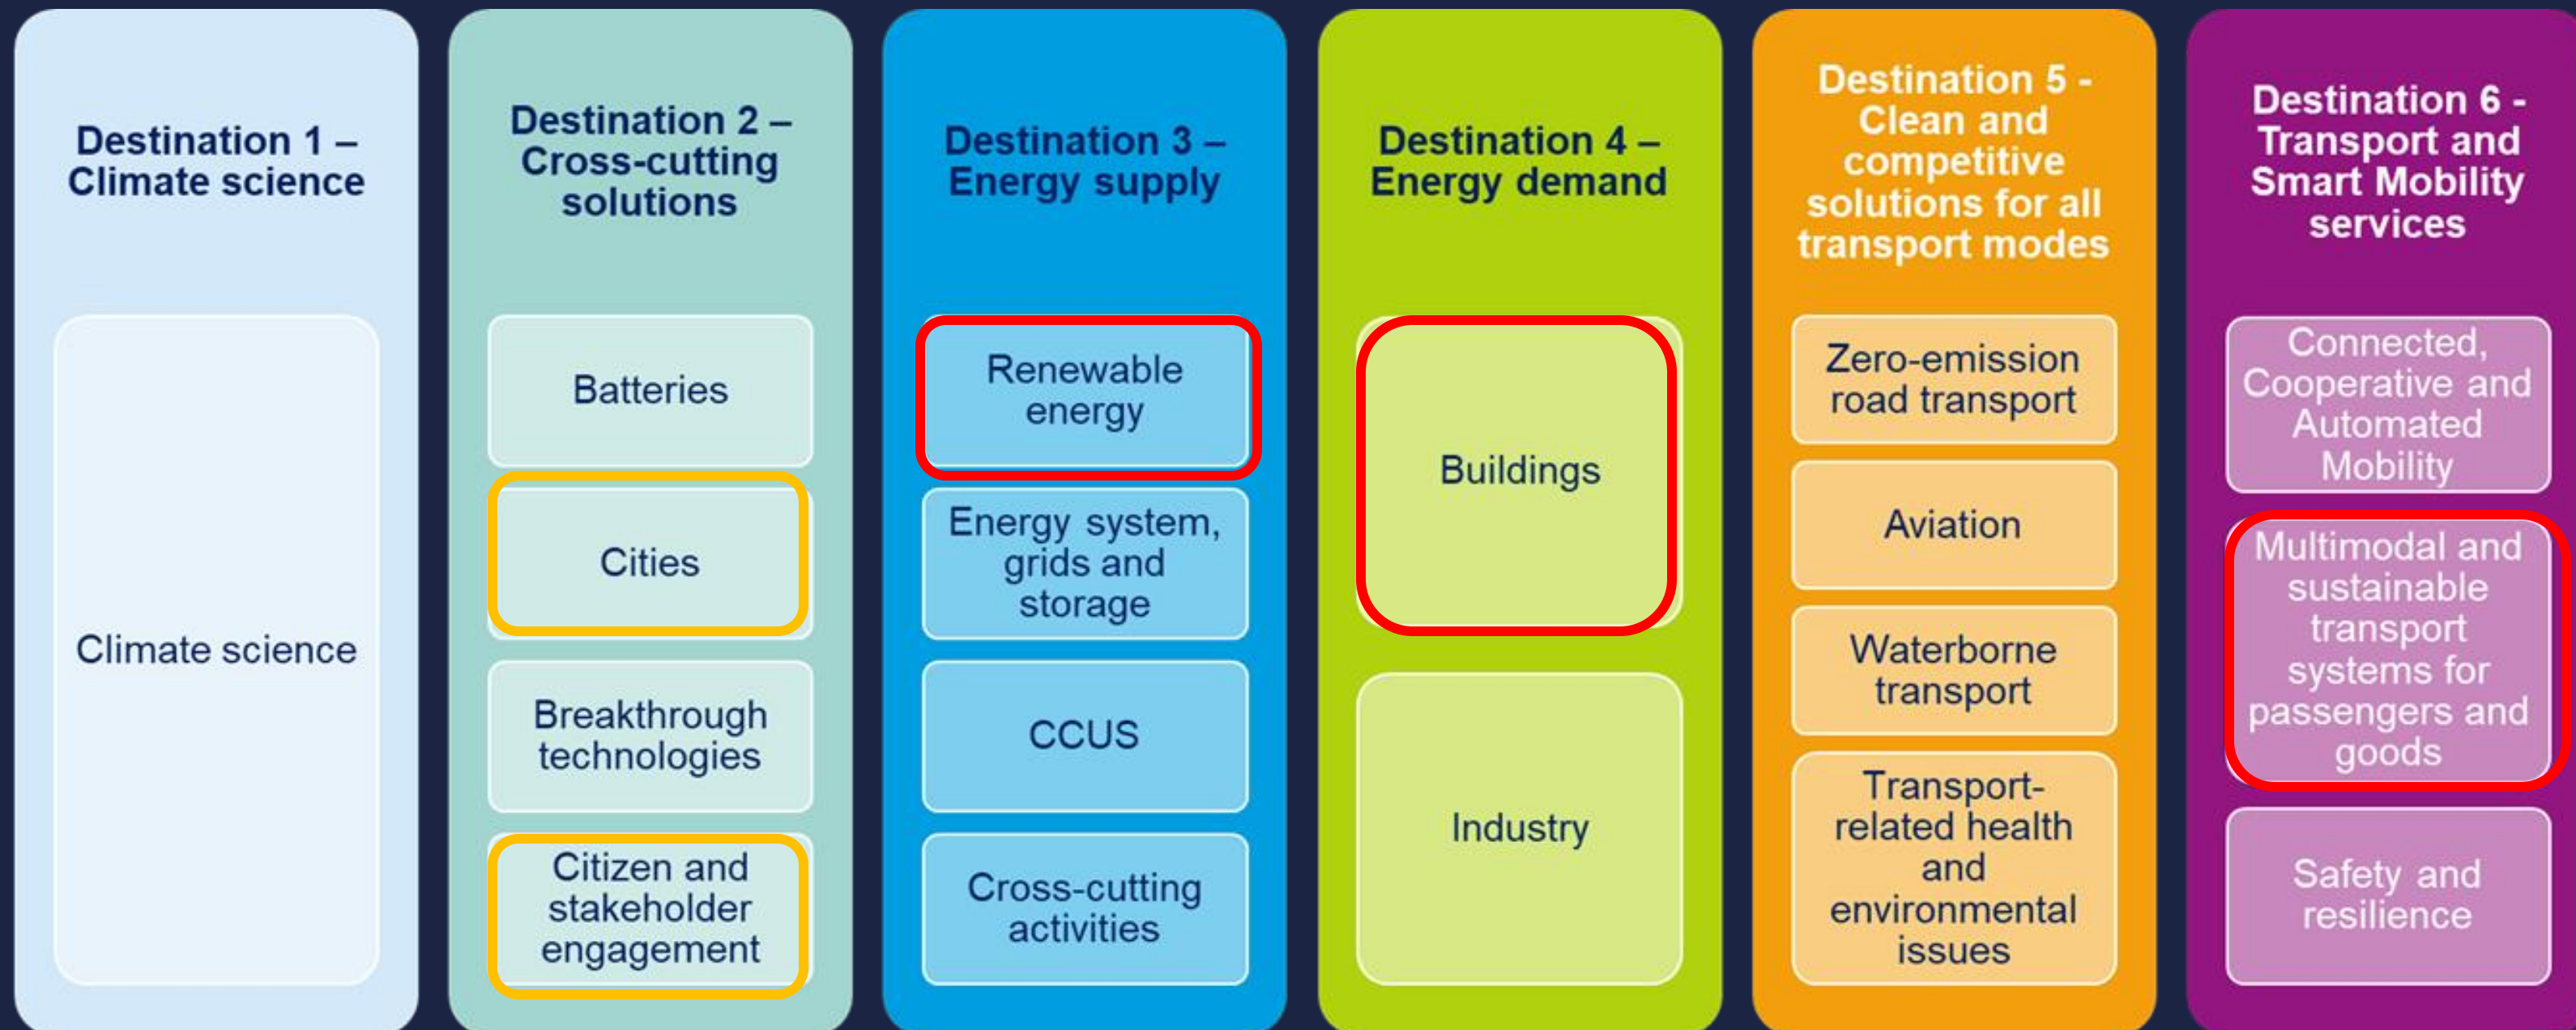 Destination 1 –
Climate science
Climate science
Destination 2 –
Cross-cutting
solutions
Batteries
Cities
Breakthrough
technologies
Citizen and
stakeholder
engagement
Destination 3 –
Energy supply
Renewable
energy
Energy system,
grids and
storage
CCUS
Cross-cutting
activities
Destination 4 –
Energy demand
Buildings
Industry
Destination 5 -
Clean and
competitive
solutions for all
transport modes
Zero-emission
road transport
Aviation
Waterborne
transport
Transport-
related health
and
environmental
issues
Destination 6 -
Transport and
Smart Mobility
services
Connected,
Cooperative and
Automated
Mobility
Multimodal and
sustainable
transport
systems for
passengers and
goods
Safety and
resilience